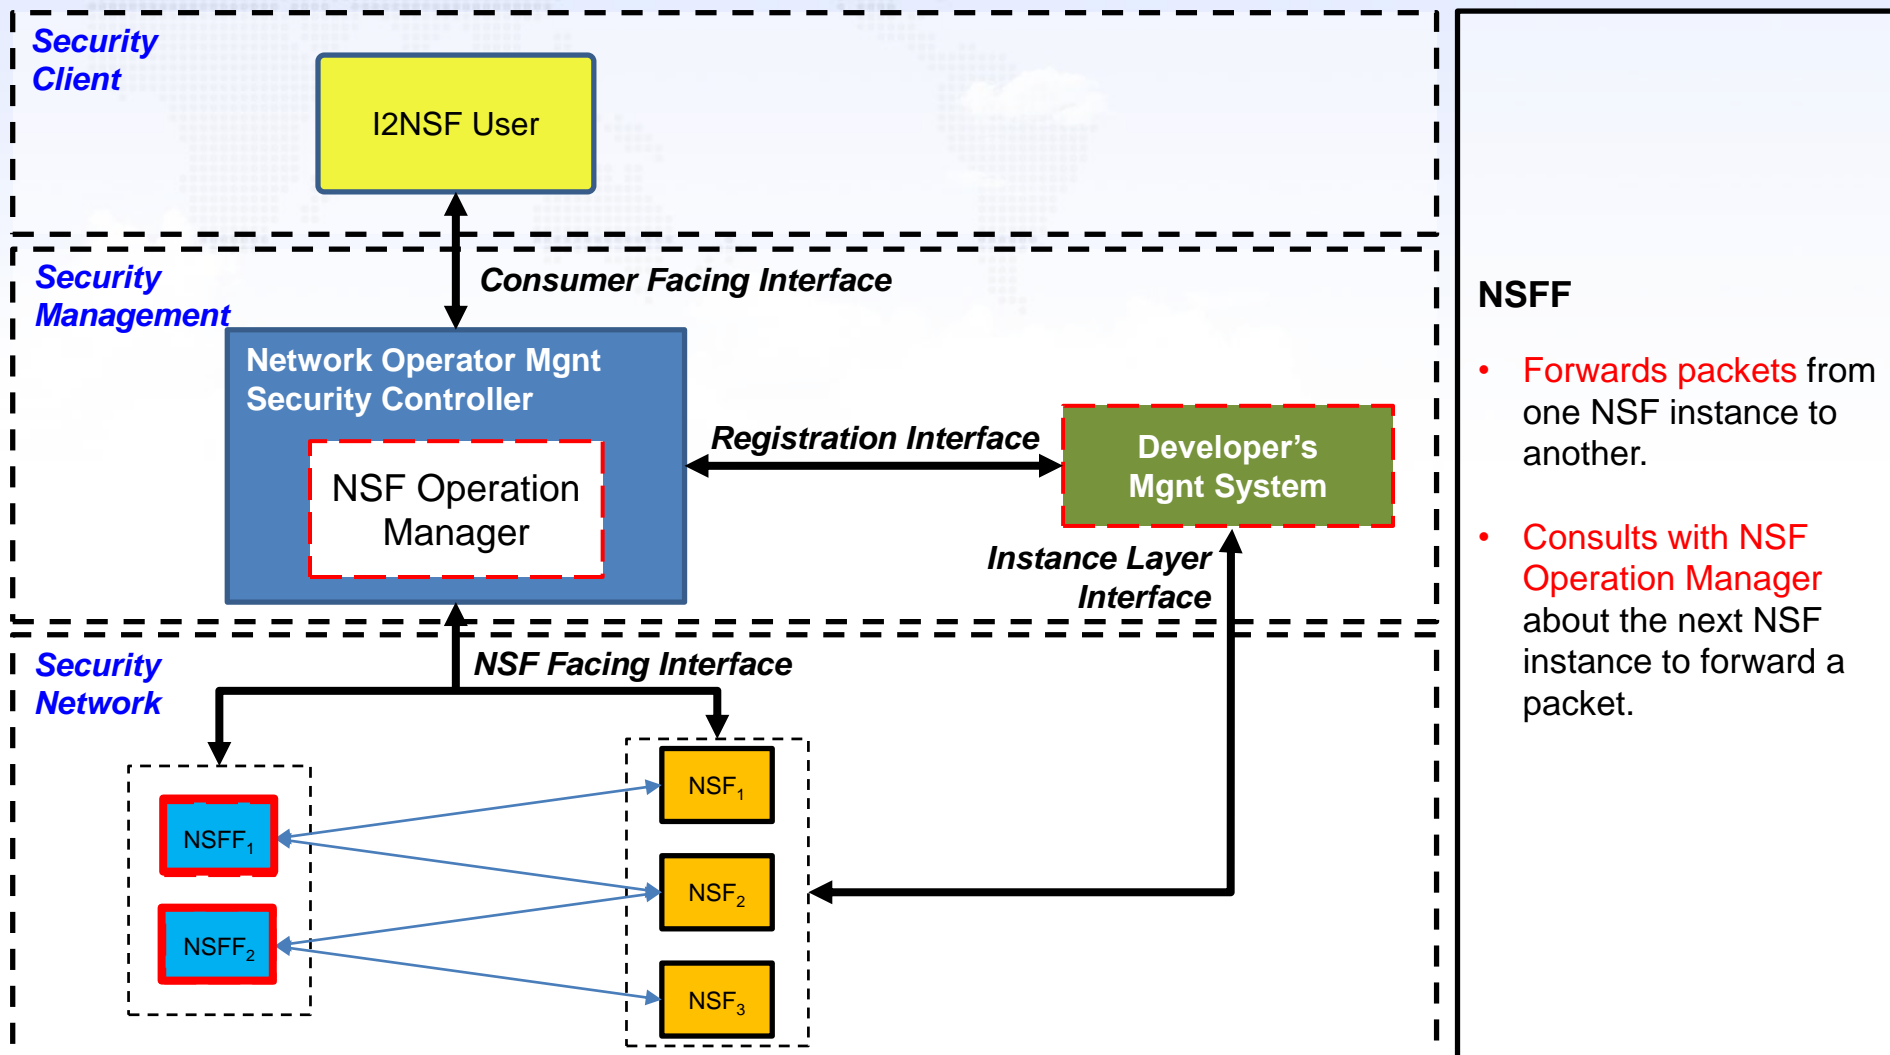 Security
Client
I2NSF User
Security
Management
Consumer Facing Interface
Network Operator Mgnt
Security Controller
NSF Operation
Manager
Registration Interface
Developer's
Mgnt System
Instance Layer
Interface
Security
Network
NSF Facing Interface
NSFF1
NSFF2
NSF1
NSF2
NSF3
NSFF
• Forwards packets from
one NSF instance to
another.
• Consults with NSF
Operation Manager
about the next NSF
instance to forward a
packet.